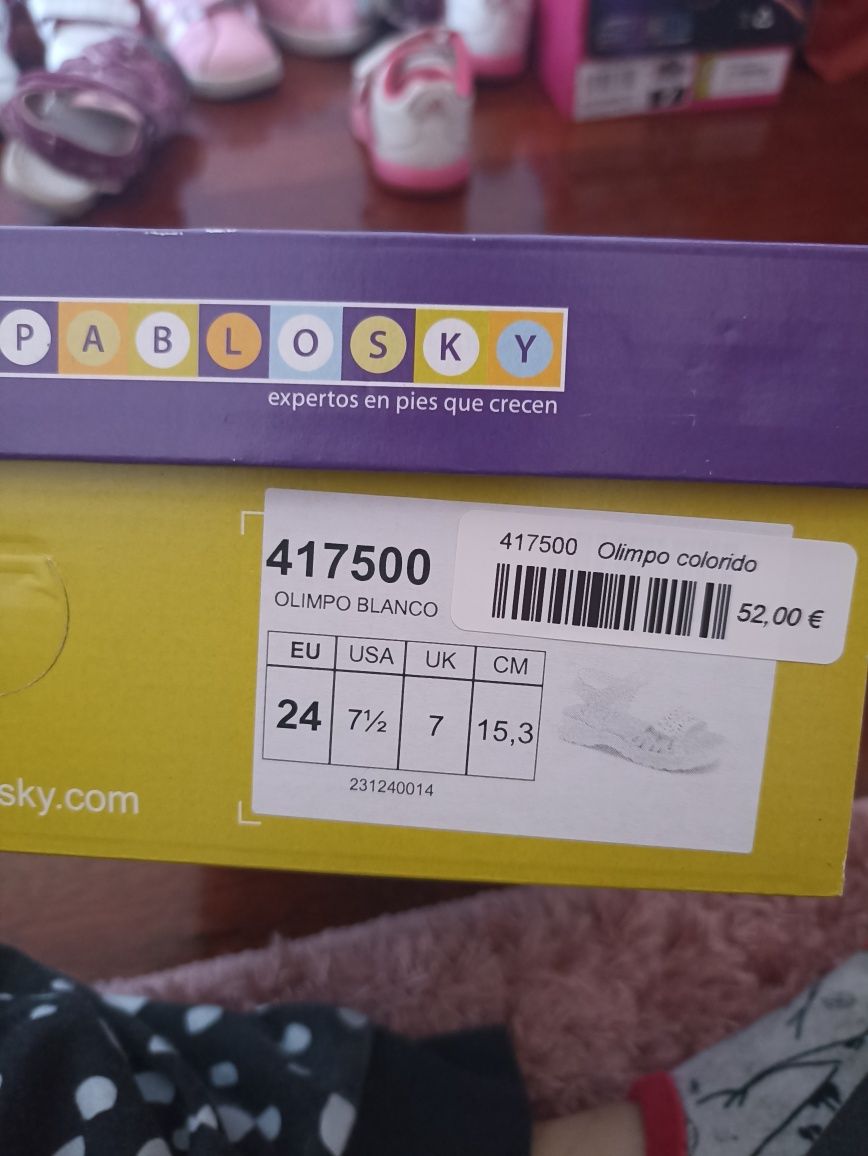 PABLOSKY
expertos en pies que crecen
417500
OLIMPO BLANCO
417500 Olimpo colorido
52,00 €
EU USA UK CM
24 7½ 7 15,3
231240014
sky.com